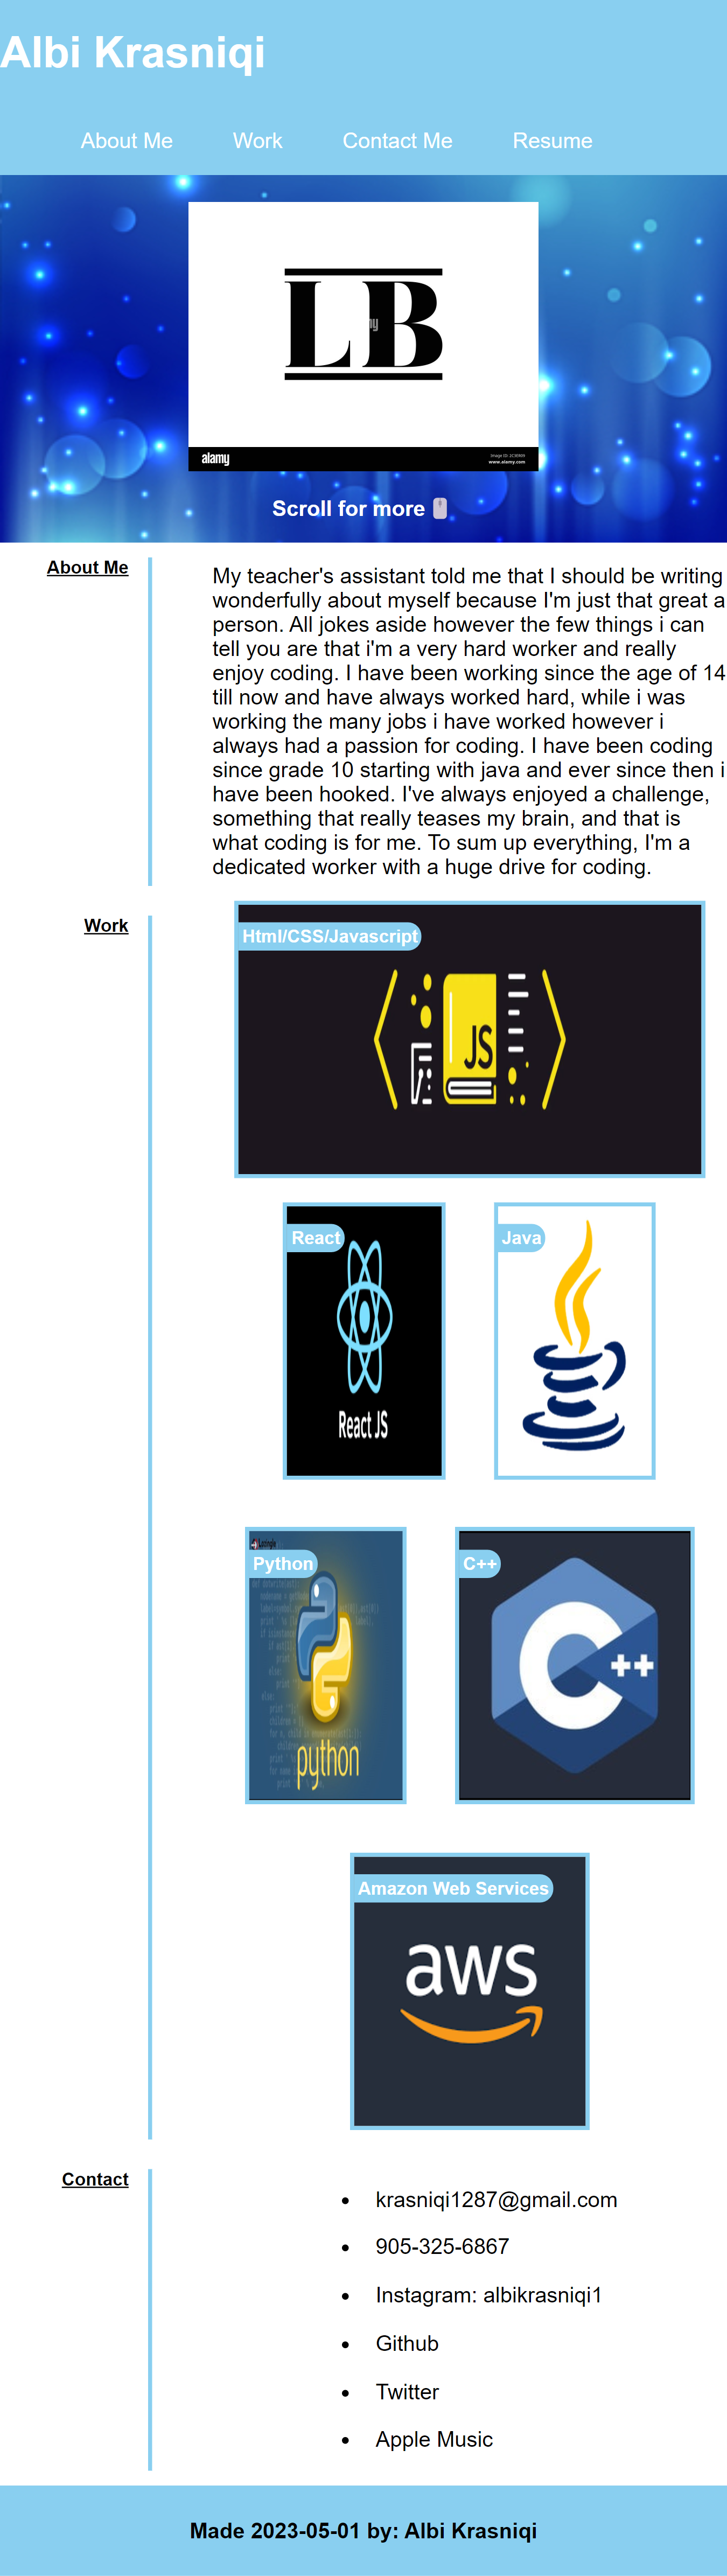 Albi Krasniqi
About Me Work Contact Me Resume
LB
my
alamy
Image ID: 2C3EB9X
www.alamy.com
Scroll for more
About Me
My teacher's assistant told me that I should be writing
wonderfully about myself because I'm just that great a
person. All jokes aside however the few things i can
tell you are that i'm a very hard worker and really
enjoy coding. I have been working since the age of 14
till now and have always worked hard, while i was
working the many jobs i have worked however i
always had a passion for coding. I have been coding
since grade 10 starting with java and ever since then i
have been hooked. I've always enjoyed a challenge,
something that really teases my brain, and that is
what coding is for me. To sum up everything, I'm a
dedicated worker with a huge drive for coding.
Work
Html/CSS/Javascript
JS
React
React JS
Java
Python
python
C++
C++
Amazon Web Services
aws
Contact
krasniqi1287@gmail.com
905-325-6867
Instagram: albikrasniqi1
Github
Twitter
Apple Music
Made 2023-05-01 by: Albi Krasniqi